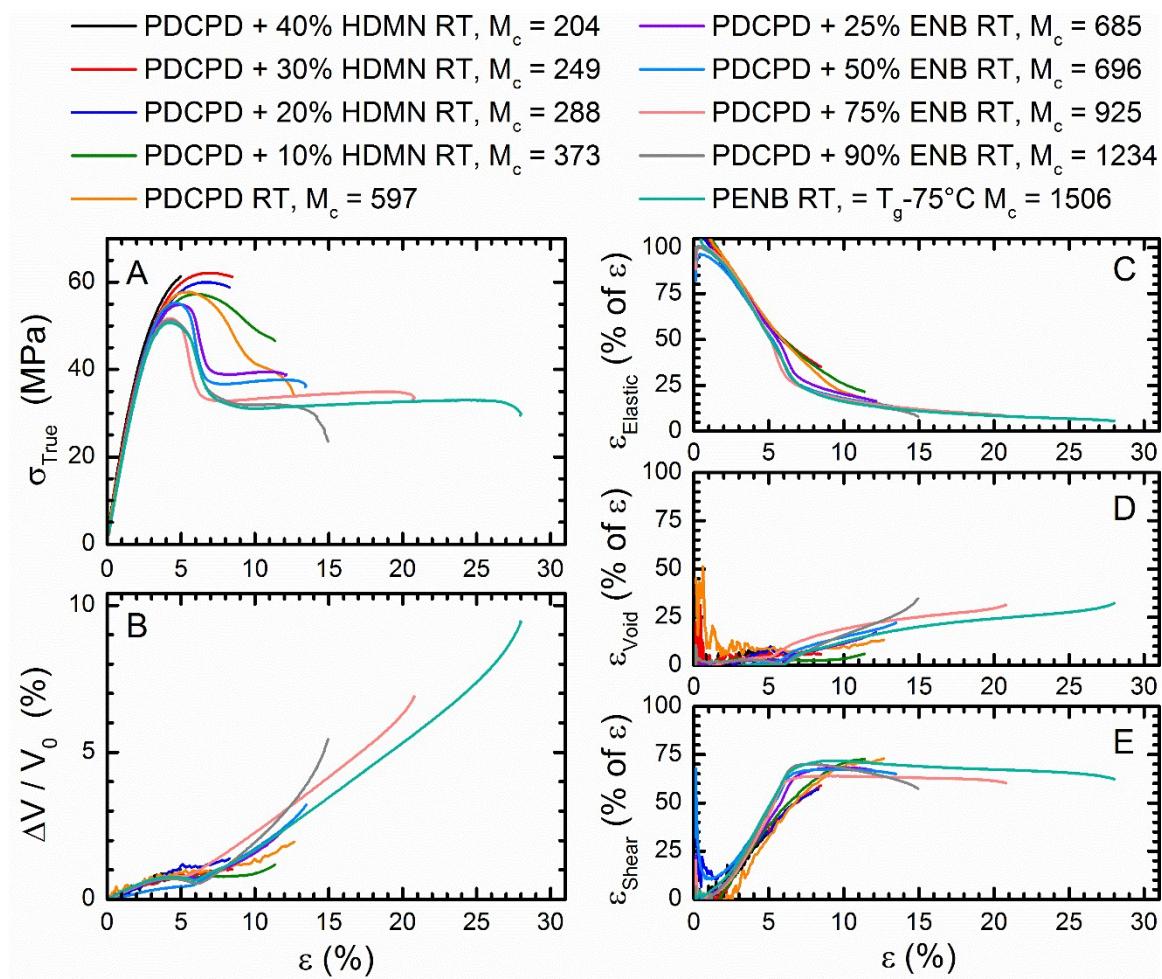 PDCPD + 40% HDMN RT, Mc = 204
PDCPD + 30% HDMN RT, Mc = 249
PDCPD + 20% HDMN RT, Mc = 288
PDCPD + 10% HDMN RT, Mc = 373
PDCPD RT, Mc = 597
PDCPD + 25% ENB RT, Mc = 685
PDCPD + 50% ENB RT, Mc = 696
PDCPD + 75% ENB RT, Mc = 925
PDCPD + 90% ENB RT, Mc = 1234
PENB RT, = Tg-75°C Mc = 1506
A
σTrue (MPa)
60
40
20
0
0 5 10 15 20 25 30
B
ΔV / V0 (%)
10
5
0
0 5 10 15 20 25 30
ε (%)
C
εElastic (% of ε)
100
75
50
25
0
0 5 10 15 20 25 30
D
εVoid (% of ε)
100
75
50
25
0
0 5 10 15 20 25 30
E
εShear (% of ε)
100
75
50
25
0
0 5 10 15 20 25 30
ε (%)